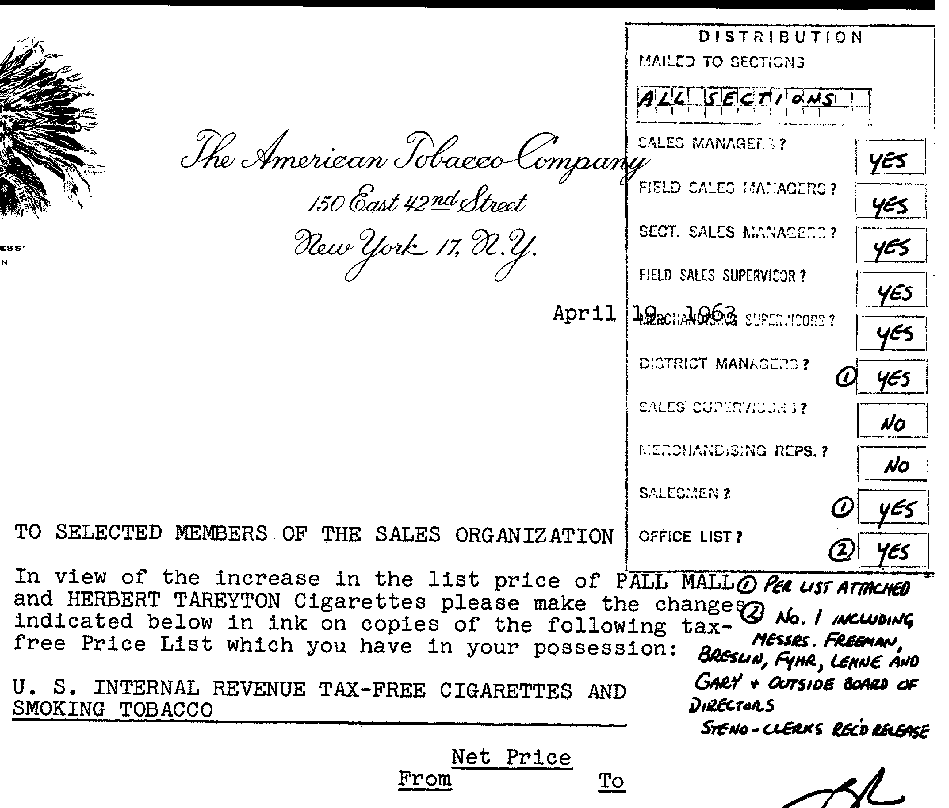 DISTRIBUTION
MAILED TO SECTIONS
ALL SECTIONS
SALES MANAGERS? YES
FIELD SALES MANAGERS? YES
SECT. SALES MANAGERS? YES
FIELD SALES SUPERVISOR? YES
MERCHANDISING SUPERVISORS? YES
DISTRICT MANAGERS? ① YES
SALES SUPERVISORS? NO
MERCHANDISING REPS.? NO
SALESMEN? ① YES
OFFICE LIST? ② YES
The American Tobacco Company
150 East 42nd Street
New York 17, N.Y.
April 19, 1963
TO SELECTED MEMBERS OF THE SALES ORGANIZATION
In view of the increase in the list price of PALL MALL
and HERBERT TAREYTON Cigarettes please make the changes
indicated below in ink on copies of the following tax-
free Price List which you have in your possession:
① PER LIST ATTACHED
② No. 1 INCLUDING
MESSRS. FREEMAN,
BRESLIN, FYHR, LEHNE AND
GARY + OUTSIDE BOARD OF
DIRECTORS
STENO-CLERKS REC'D RELEASE
U. S. INTERNAL REVENUE TAX-FREE CIGARETTES AND
SMOKING TOBACCO
Net Price
From To